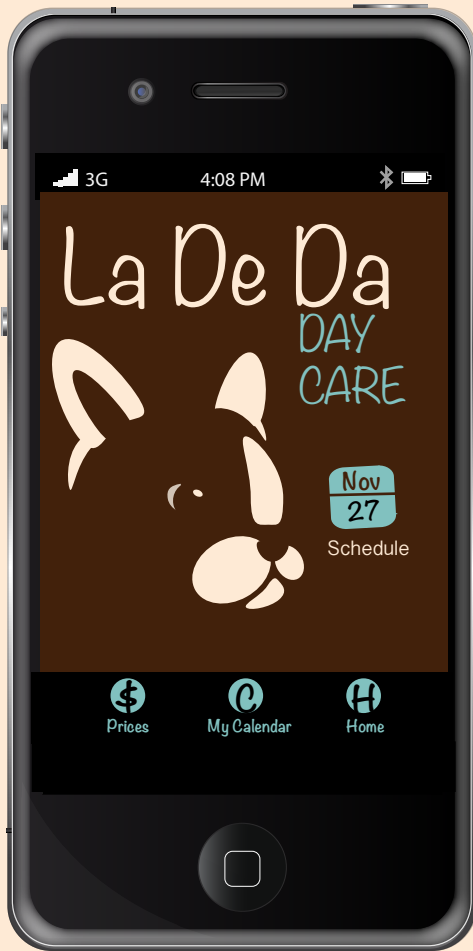 3G 4:08 PM
La De Da
DAY
CARE
Nov
27
Schedule
$ C H
Prices My Calendar Home